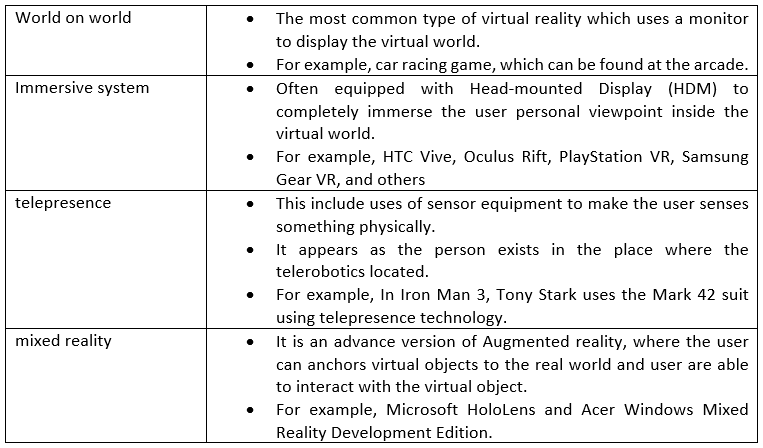 World on world
• The most common type of virtual reality which uses a monitor
to display the virtual world.
• For example, car racing game, which can be found at the arcade.
Immersive system
• Often equipped with Head-mounted Display (HDM) to
completely immerse the user personal viewpoint inside the
virtual world.
• For example, HTC Vive, Oculus Rift, PlayStation VR, Samsung
Gear VR, and others
telepresence
• This include uses of sensor equipment to make the user senses
something physically.
• It appears as the person exists in the place where the
telerobotics located.
• For example, In Iron Man 3, Tony Stark uses the Mark 42 suit
using telepresence technology.
mixed reality
• It is an advance version of Augmented reality, where the user
can anchors virtual objects to the real world and user are able
to interact with the virtual object.
• For example, Microsoft HoloLens and Acer Windows Mixed
Reality Development Edition.